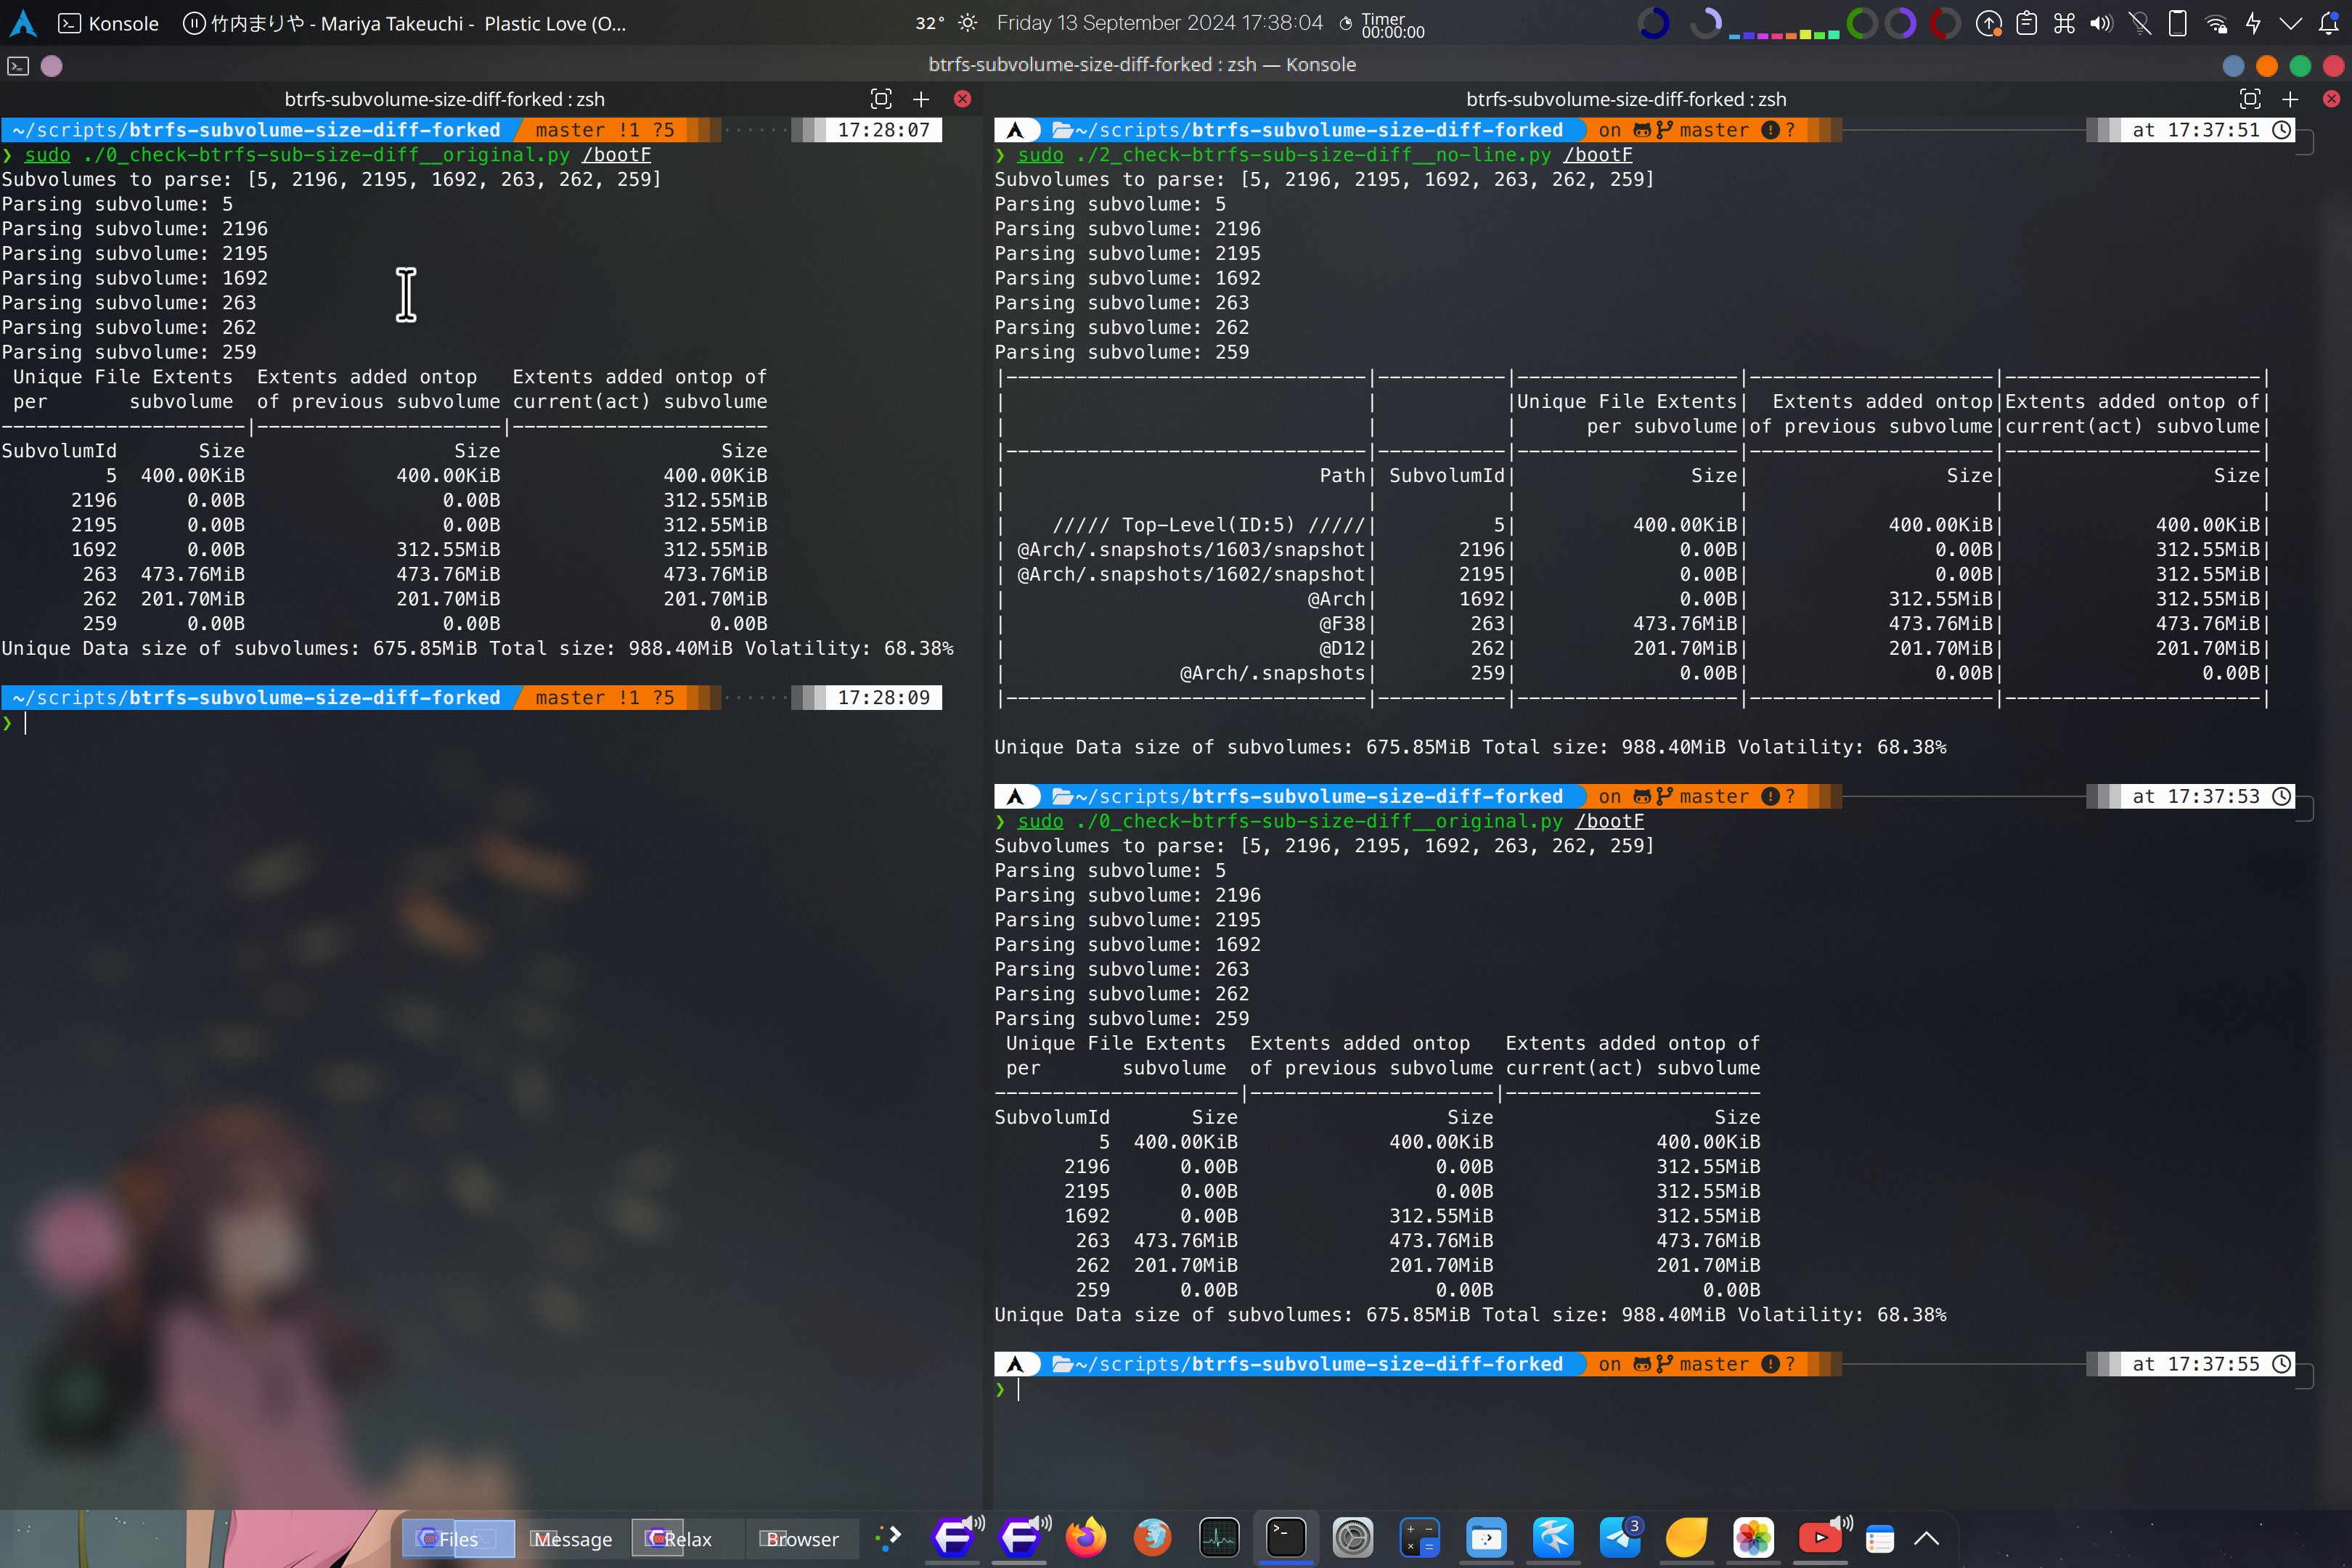 Konsole 竹内まりや - Mariya Takeuchi - Plastic Love (O... 32° Friday 13 September 2024 17:38:04 Timer
00:00:00
btrfs-subvolume-size-diff-forked : zsh — Konsole
btrfs-subvolume-size-diff-forked : zsh
~/scripts/btrfs-subvolume-size-diff-forked master !1 ?5 17:28:07
❯ sudo ./0_check-btrfs-sub-size-diff__original.py /bootF
Subvolumes to parse: [5, 2196, 2195, 1692, 263, 262, 259]
Parsing subvolume: 5
Parsing subvolume: 2196
Parsing subvolume: 2195
Parsing subvolume: 1692
Parsing subvolume: 263
Parsing subvolume: 262
Parsing subvolume: 259
 Unique File Extents  Extents added ontop   Extents added ontop of
 per       subvolume  of previous subvolume current(act) subvolume
---------------------|---------------------|----------------------
SubvolumId       Size                  Size                   Size
         5  400.00KiB             400.00KiB              400.00KiB
      2196      0.00B                 0.00B              312.55MiB
      2195      0.00B                 0.00B              312.55MiB
      1692      0.00B             312.55MiB              312.55MiB
       263  473.76MiB             473.76MiB              473.76MiB
       262  201.70MiB             201.70MiB              201.70MiB
       259      0.00B                 0.00B                  0.00B
Unique Data size of subvolumes: 675.85MiB Total size: 988.40MiB Volatility: 68.38%
~/scripts/btrfs-subvolume-size-diff-forked master !1 ?5 17:28:09
❯
btrfs-subvolume-size-diff-forked : zsh
~/scripts/btrfs-subvolume-size-diff-forked on master ? at 17:37:51
❯ sudo ./2_check-btrfs-sub-size-diff__no-line.py /bootF
Subvolumes to parse: [5, 2196, 2195, 1692, 263, 262, 259]
Parsing subvolume: 5
Parsing subvolume: 2196
Parsing subvolume: 2195
Parsing subvolume: 1692
Parsing subvolume: 263
Parsing subvolume: 262
Parsing subvolume: 259
|-------------------------------|-----------|-------------------|---------------------|----------------------|
|                               |           |Unique File Extents|  Extents added ontop|Extents added ontop of|
|                               |           |      per subvolume|of previous subvolume|current(act) subvolume|
|-------------------------------|-----------|-------------------|---------------------|----------------------|
|                           Path| SubvolumId|               Size|                 Size|                  Size|
|                               |           |                   |                     |                      |
|    ///// Top-Level(ID:5) /////|          5|          400.00KiB|            400.00KiB|             400.00KiB|
| @Arch/.snapshots/1603/snapshot|       2196|              0.00B|                0.00B|             312.55MiB|
| @Arch/.snapshots/1602/snapshot|       2195|              0.00B|                0.00B|             312.55MiB|
|                          @Arch|       1692|              0.00B|            312.55MiB|             312.55MiB|
|                           @F38|        263|          473.76MiB|            473.76MiB|             473.76MiB|
|                           @D12|        262|          201.70MiB|            201.70MiB|             201.70MiB|
|               @Arch/.snapshots|        259|              0.00B|                0.00B|                 0.00B|
|-------------------------------|-----------|-------------------|---------------------|----------------------|
Unique Data size of subvolumes: 675.85MiB Total size: 988.40MiB Volatility: 68.38%
~/scripts/btrfs-subvolume-size-diff-forked on master ? at 17:37:53
❯ sudo ./0_check-btrfs-sub-size-diff__original.py /bootF
Subvolumes to parse: [5, 2196, 2195, 1692, 263, 262, 259]
Parsing subvolume: 5
Parsing subvolume: 2196
Parsing subvolume: 2195
Parsing subvolume: 1692
Parsing subvolume: 263
Parsing subvolume: 262
Parsing subvolume: 259
 Unique File Extents  Extents added ontop   Extents added ontop of
 per       subvolume  of previous subvolume current(act) subvolume
---------------------|---------------------|----------------------
SubvolumId       Size                  Size                   Size
         5  400.00KiB             400.00KiB              400.00KiB
      2196      0.00B                 0.00B              312.55MiB
      2195      0.00B                 0.00B              312.55MiB
      1692      0.00B             312.55MiB              312.55MiB
       263  473.76MiB             473.76MiB              473.76MiB
       262  201.70MiB             201.70MiB              201.70MiB
       259      0.00B                 0.00B                  0.00B
Unique Data size of subvolumes: 675.85MiB Total size: 988.40MiB Volatility: 68.38%
~/scripts/btrfs-subvolume-size-diff-forked on master ? at 17:37:55
❯
Files Message Relax Browser 3